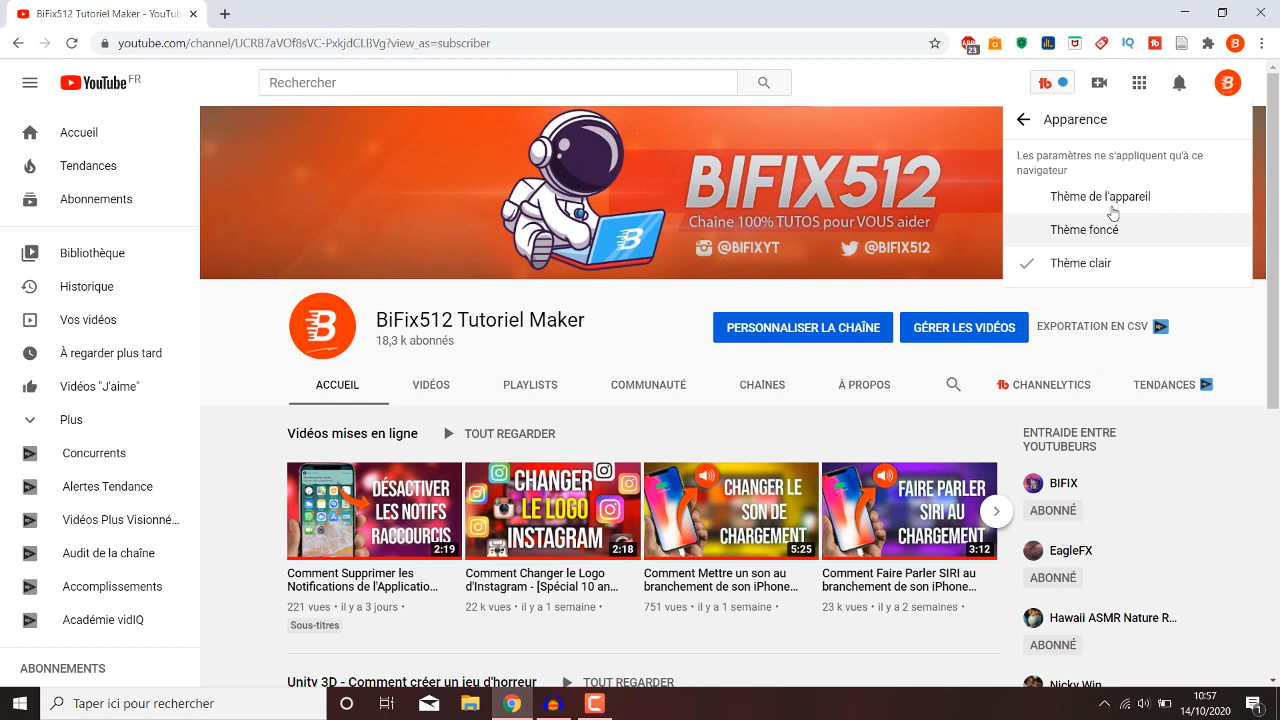 BiFix512 Tutoriel Maker - YouTub
youtube.com/channel/UCRB7aVOs0B8VC-PxkjdCLBVg?view_as=subscriber
23
YouTube FR
Rechercher
Accueil
Tendances
Abonnements
Bibliothèque
Historique
Vos vidéos
À regarder plus tard
Vidéos "J'aime"
Plus
Concurrents
Alertes Tendance
Vidéos Plus Visionné...
Audit de la chaîne
Accomplissements
Académie vidIQ
ABONNEMENTS
BIFIX512
Chaîne 100% TUTOS pour VOUS aider
@BIFIXYT @BIFIX512
Apparence
Les paramètres ne s'appliquent qu'à ce
navigateur
Thème de l'appareil
Thème foncé
Thème clair
BiFix512 Tutoriel Maker
18,3 k abonnés
PERSONNALISER LA CHAÎNE
GÉRER LES VIDÉOS
EXPORTATION EN CSV
ACCUEIL VIDÉOS PLAYLISTS COMMUNAUTÉ CHAÎNES À PROPOS CHANNELYTICS TENDANCES
Vidéos mises en ligne TOUT REGARDER
DÉSACTIVER
LES NOTIFS
RACCOURCIS
2:19
Comment Supprimer les
Notifications de l'Applicatio...
221 vues • il y a 3 jours •
Sous-titres
CHANGER
LE LOGO
INSTAGRAM
2:18
Comment Changer le Logo
d'Instagram - [Spécial 10 an...
22 k vues • il y a 1 semaine •
CHANGER LE
SON DE
CHARGEMENT
5:25
Comment Mettre un son au
branchement de son iPhone...
751 vues • il y a 1 semaine •
FAIRE PARLER
SIRI AU
CHARGEMENT
3:12
Comment Faire Parler SIRI au
branchement de son iPhone...
23 k vues • il y a 2 semaines •
Unity 3D - Comment créer un jeu d'horreur TOUT REGARDER
ENTRAIDE ENTRE
YOUTUBEURS
BIFIX
ABONNÉ
EagleFX
ABONNÉ
Hawaii ASMR Nature R...
ABONNÉ
Nicky Win
Taper ici pour rechercher
10:57
14/10/2020